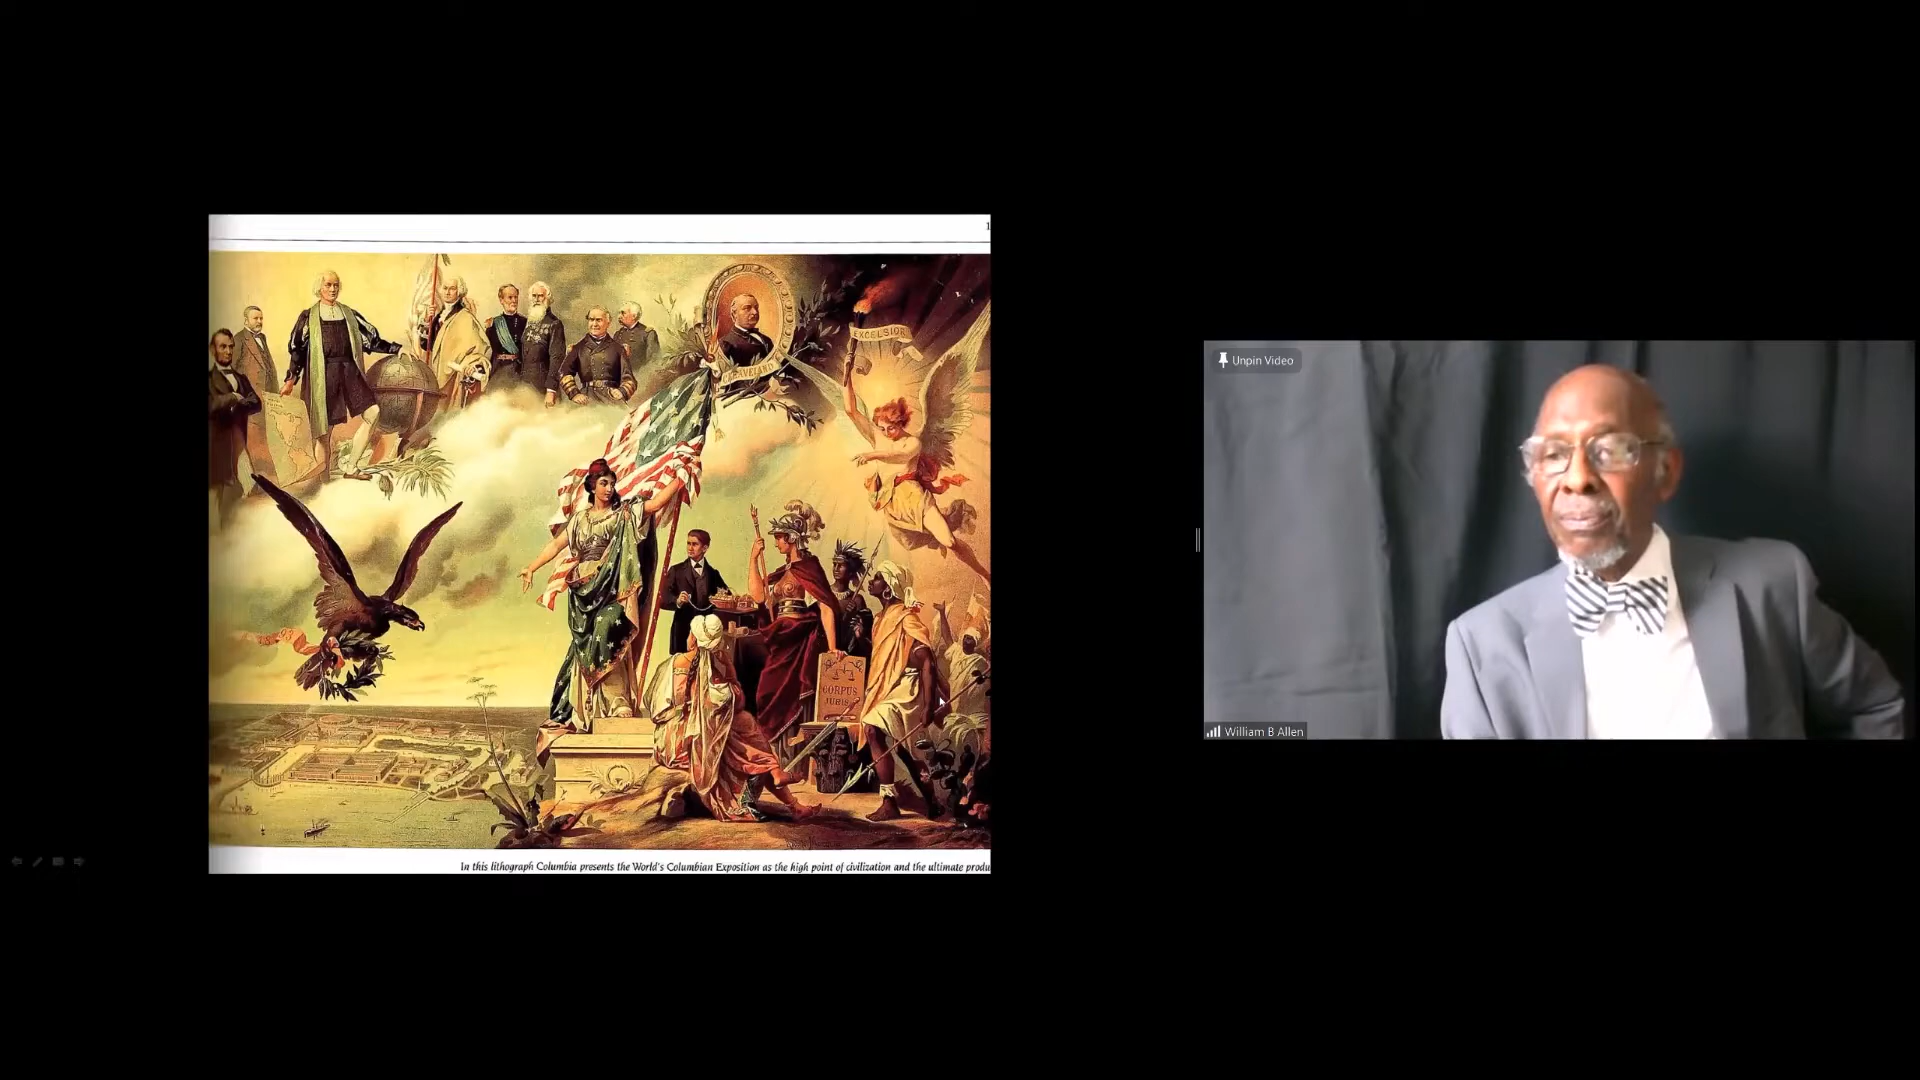 1
EXCELSIOR
CLEVELAND
CORPUS
JURIS
In this lithograph Columbia presents the World's Columbian Exposition as the high point of civilization and the ultimate produ
Unpin Video
William B Allen